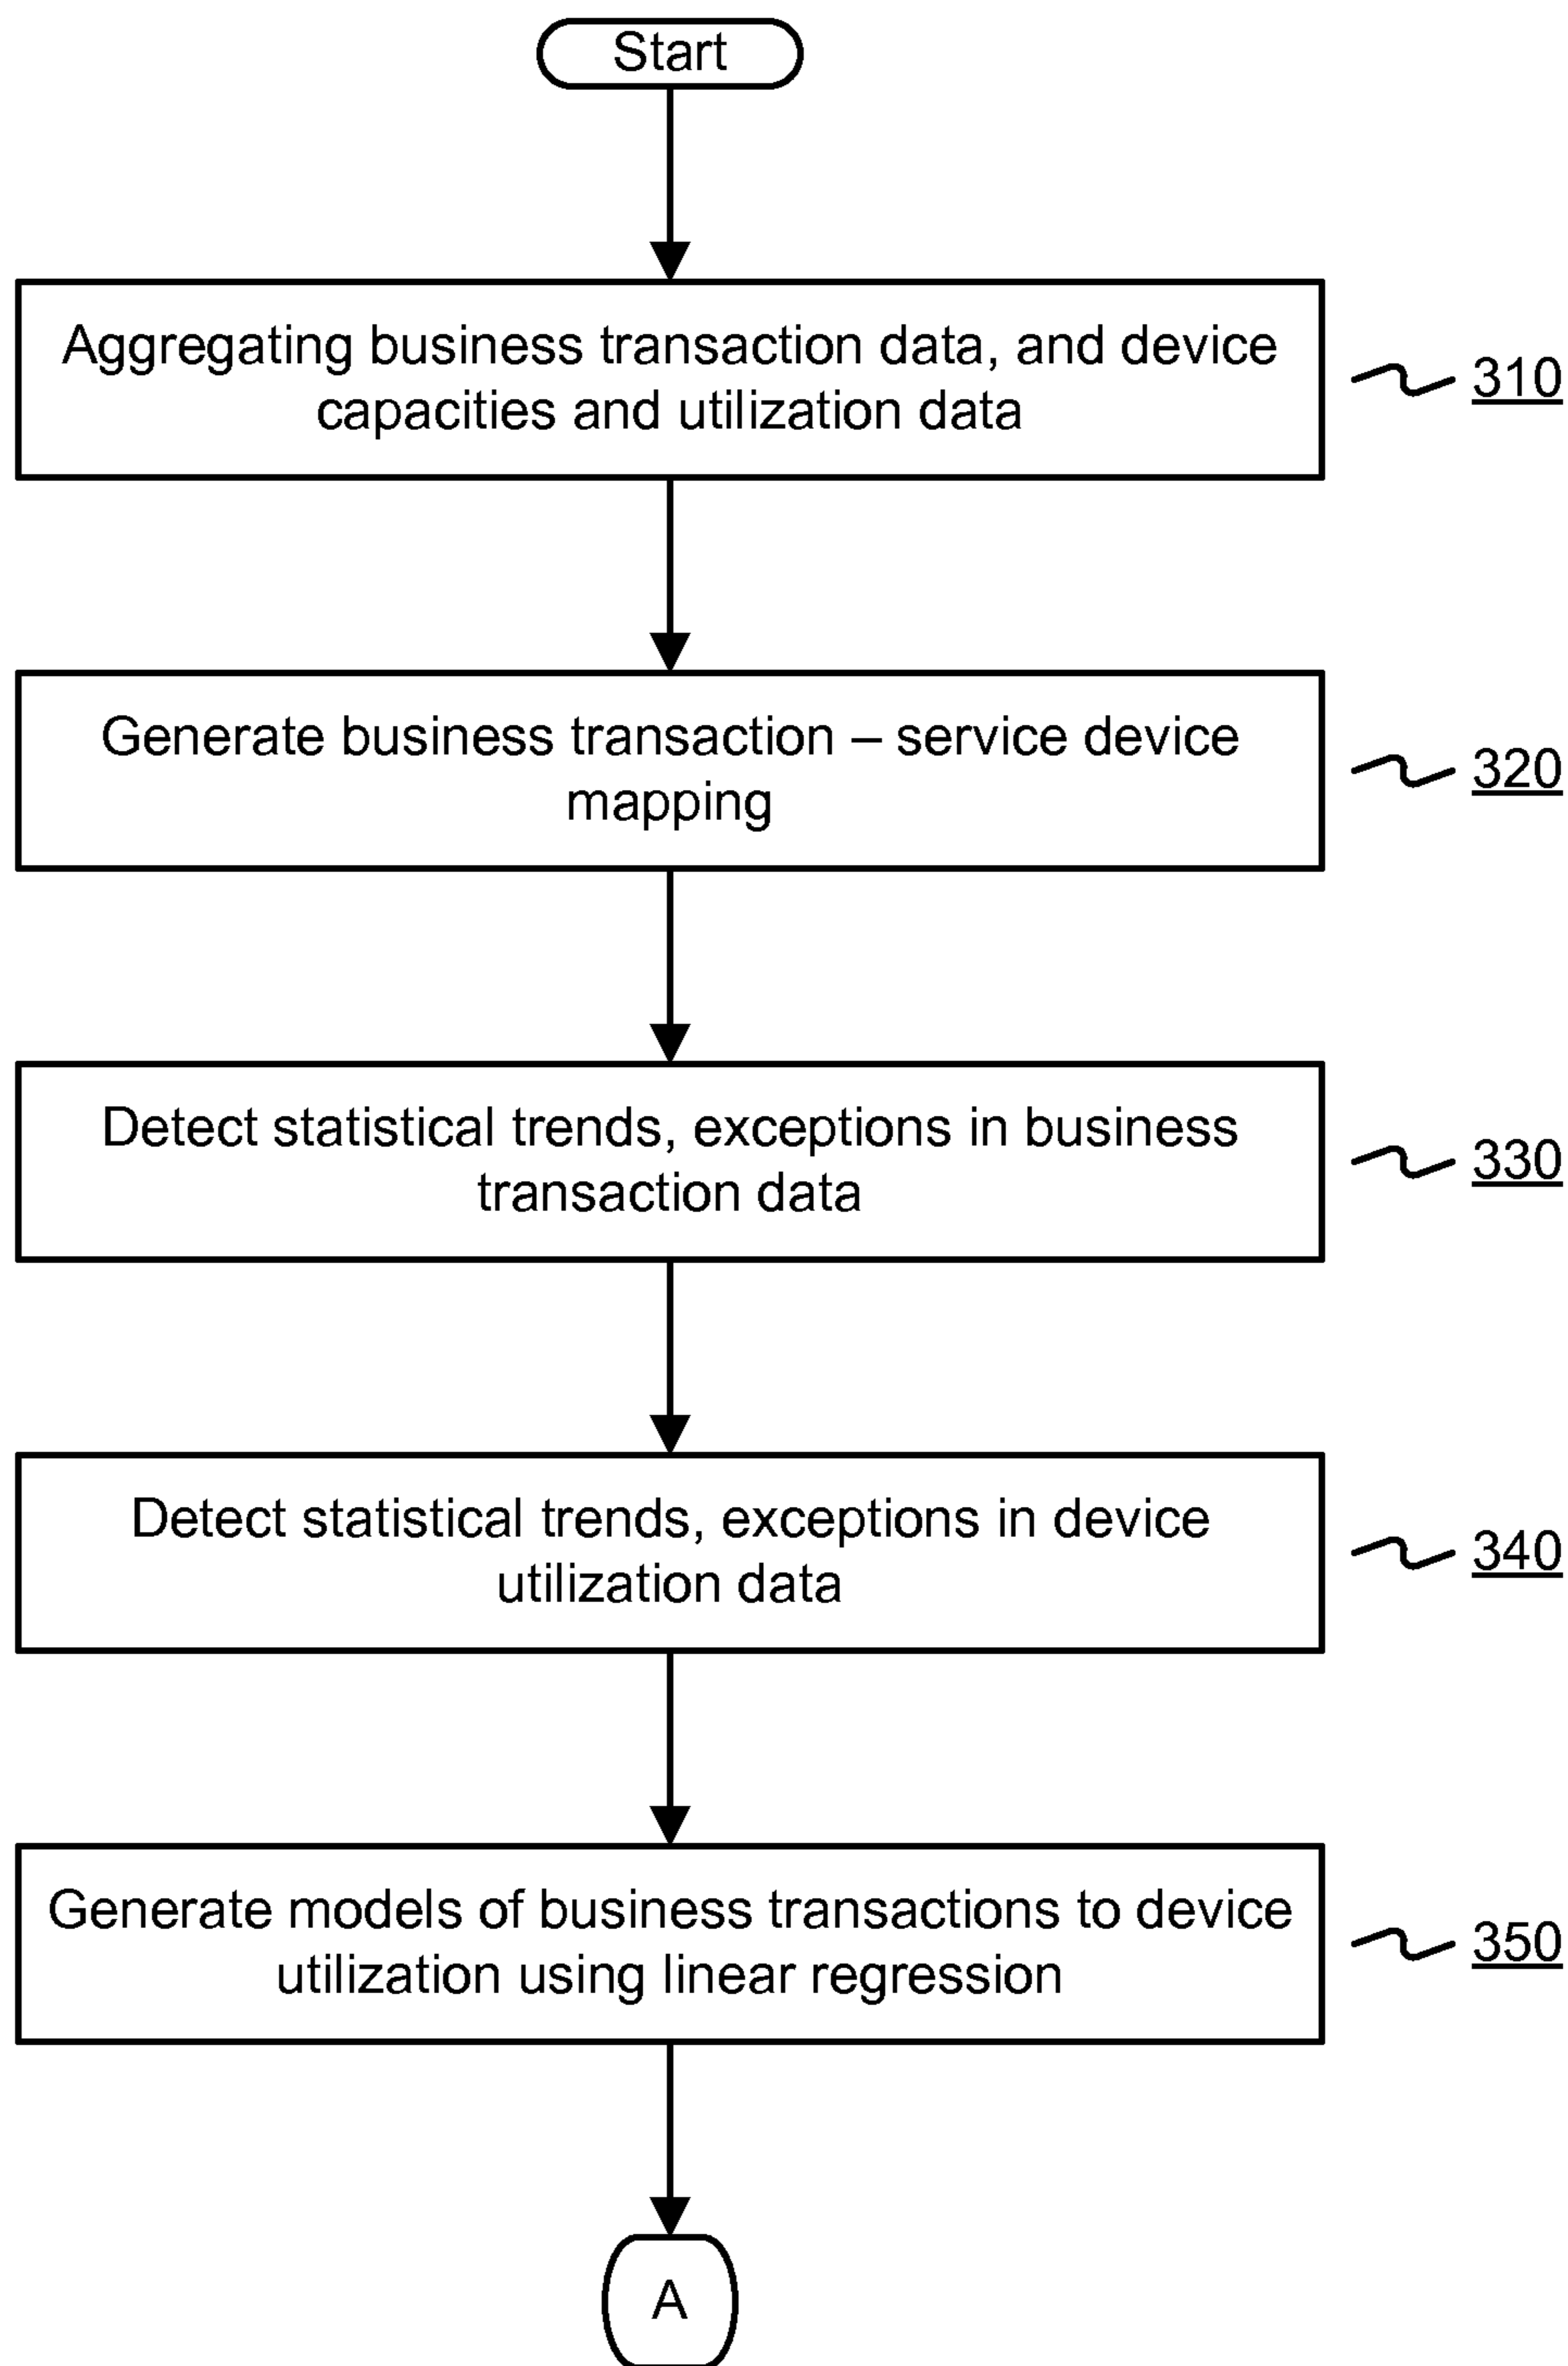 Start
Aggregating business transaction data, and device
capacities and utilization data
310
Generate business transaction – service device
mapping
320
Detect statistical trends, exceptions in business
transaction data
330
Detect statistical trends, exceptions in device
utilization data
340
Generate models of business transactions to device
utilization using linear regression
350
A